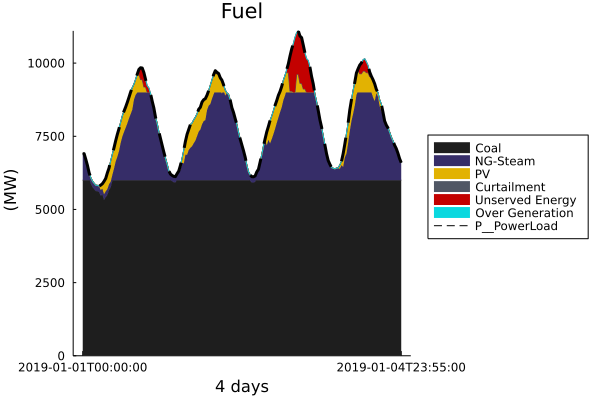 Fuel
10000
7500
5000
2500
0
(MW)
2019-01-01T00:00:00
2019-01-04T23:55:00
4 days
Coal
NG-Steam
PV
Curtailment
Unserved Energy
Over Generation
P__PowerLoad